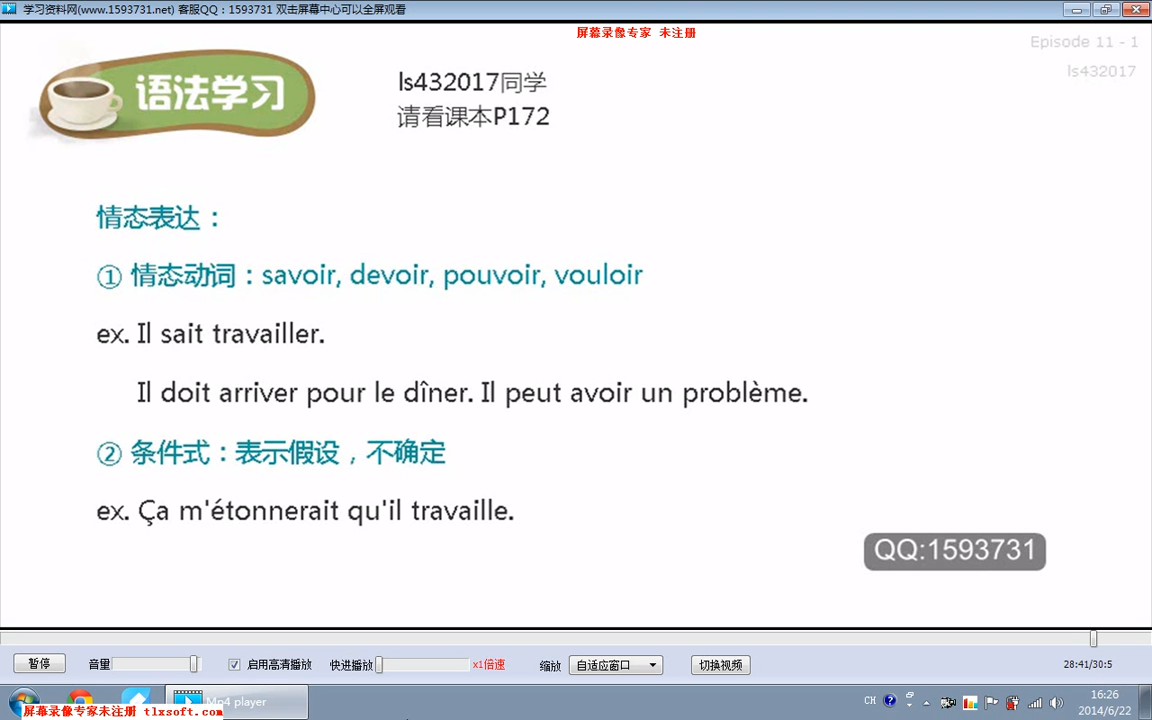 学习资料网(www.1593731.net) 客服QQ：1593731 双击屏幕中心可以全屏观看
屏幕录像专家 未注册
Episode 11 - 1
ls432017
语法学习
ls432017同学
请看课本P172
情态表达：
① 情态动词：savoir, devoir, pouvoir, vouloir
ex. Il sait travailler.
Il doit arriver pour le dîner. Il peut avoir un problème.
② 条件式：表示假设，不确定
ex. Ça m'étonnerait qu'il travaille.
QQ:1593731
暂停 音量 启用高清播放 快进播放 x1倍速 缩放 自适应窗口 切换视频 28:41/30:5
Mp4 player
CH
16:26
2014/6/22
屏幕录像专家未注册 tlxsoft.com